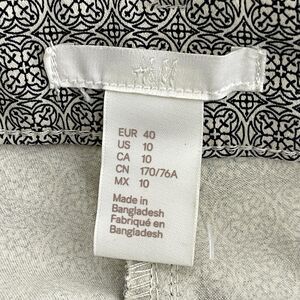 EUR 40
US 10
CA 10
CN 170/76A
MX 10
Made in
Bangladesh
Fabriqué en
Bangladesh